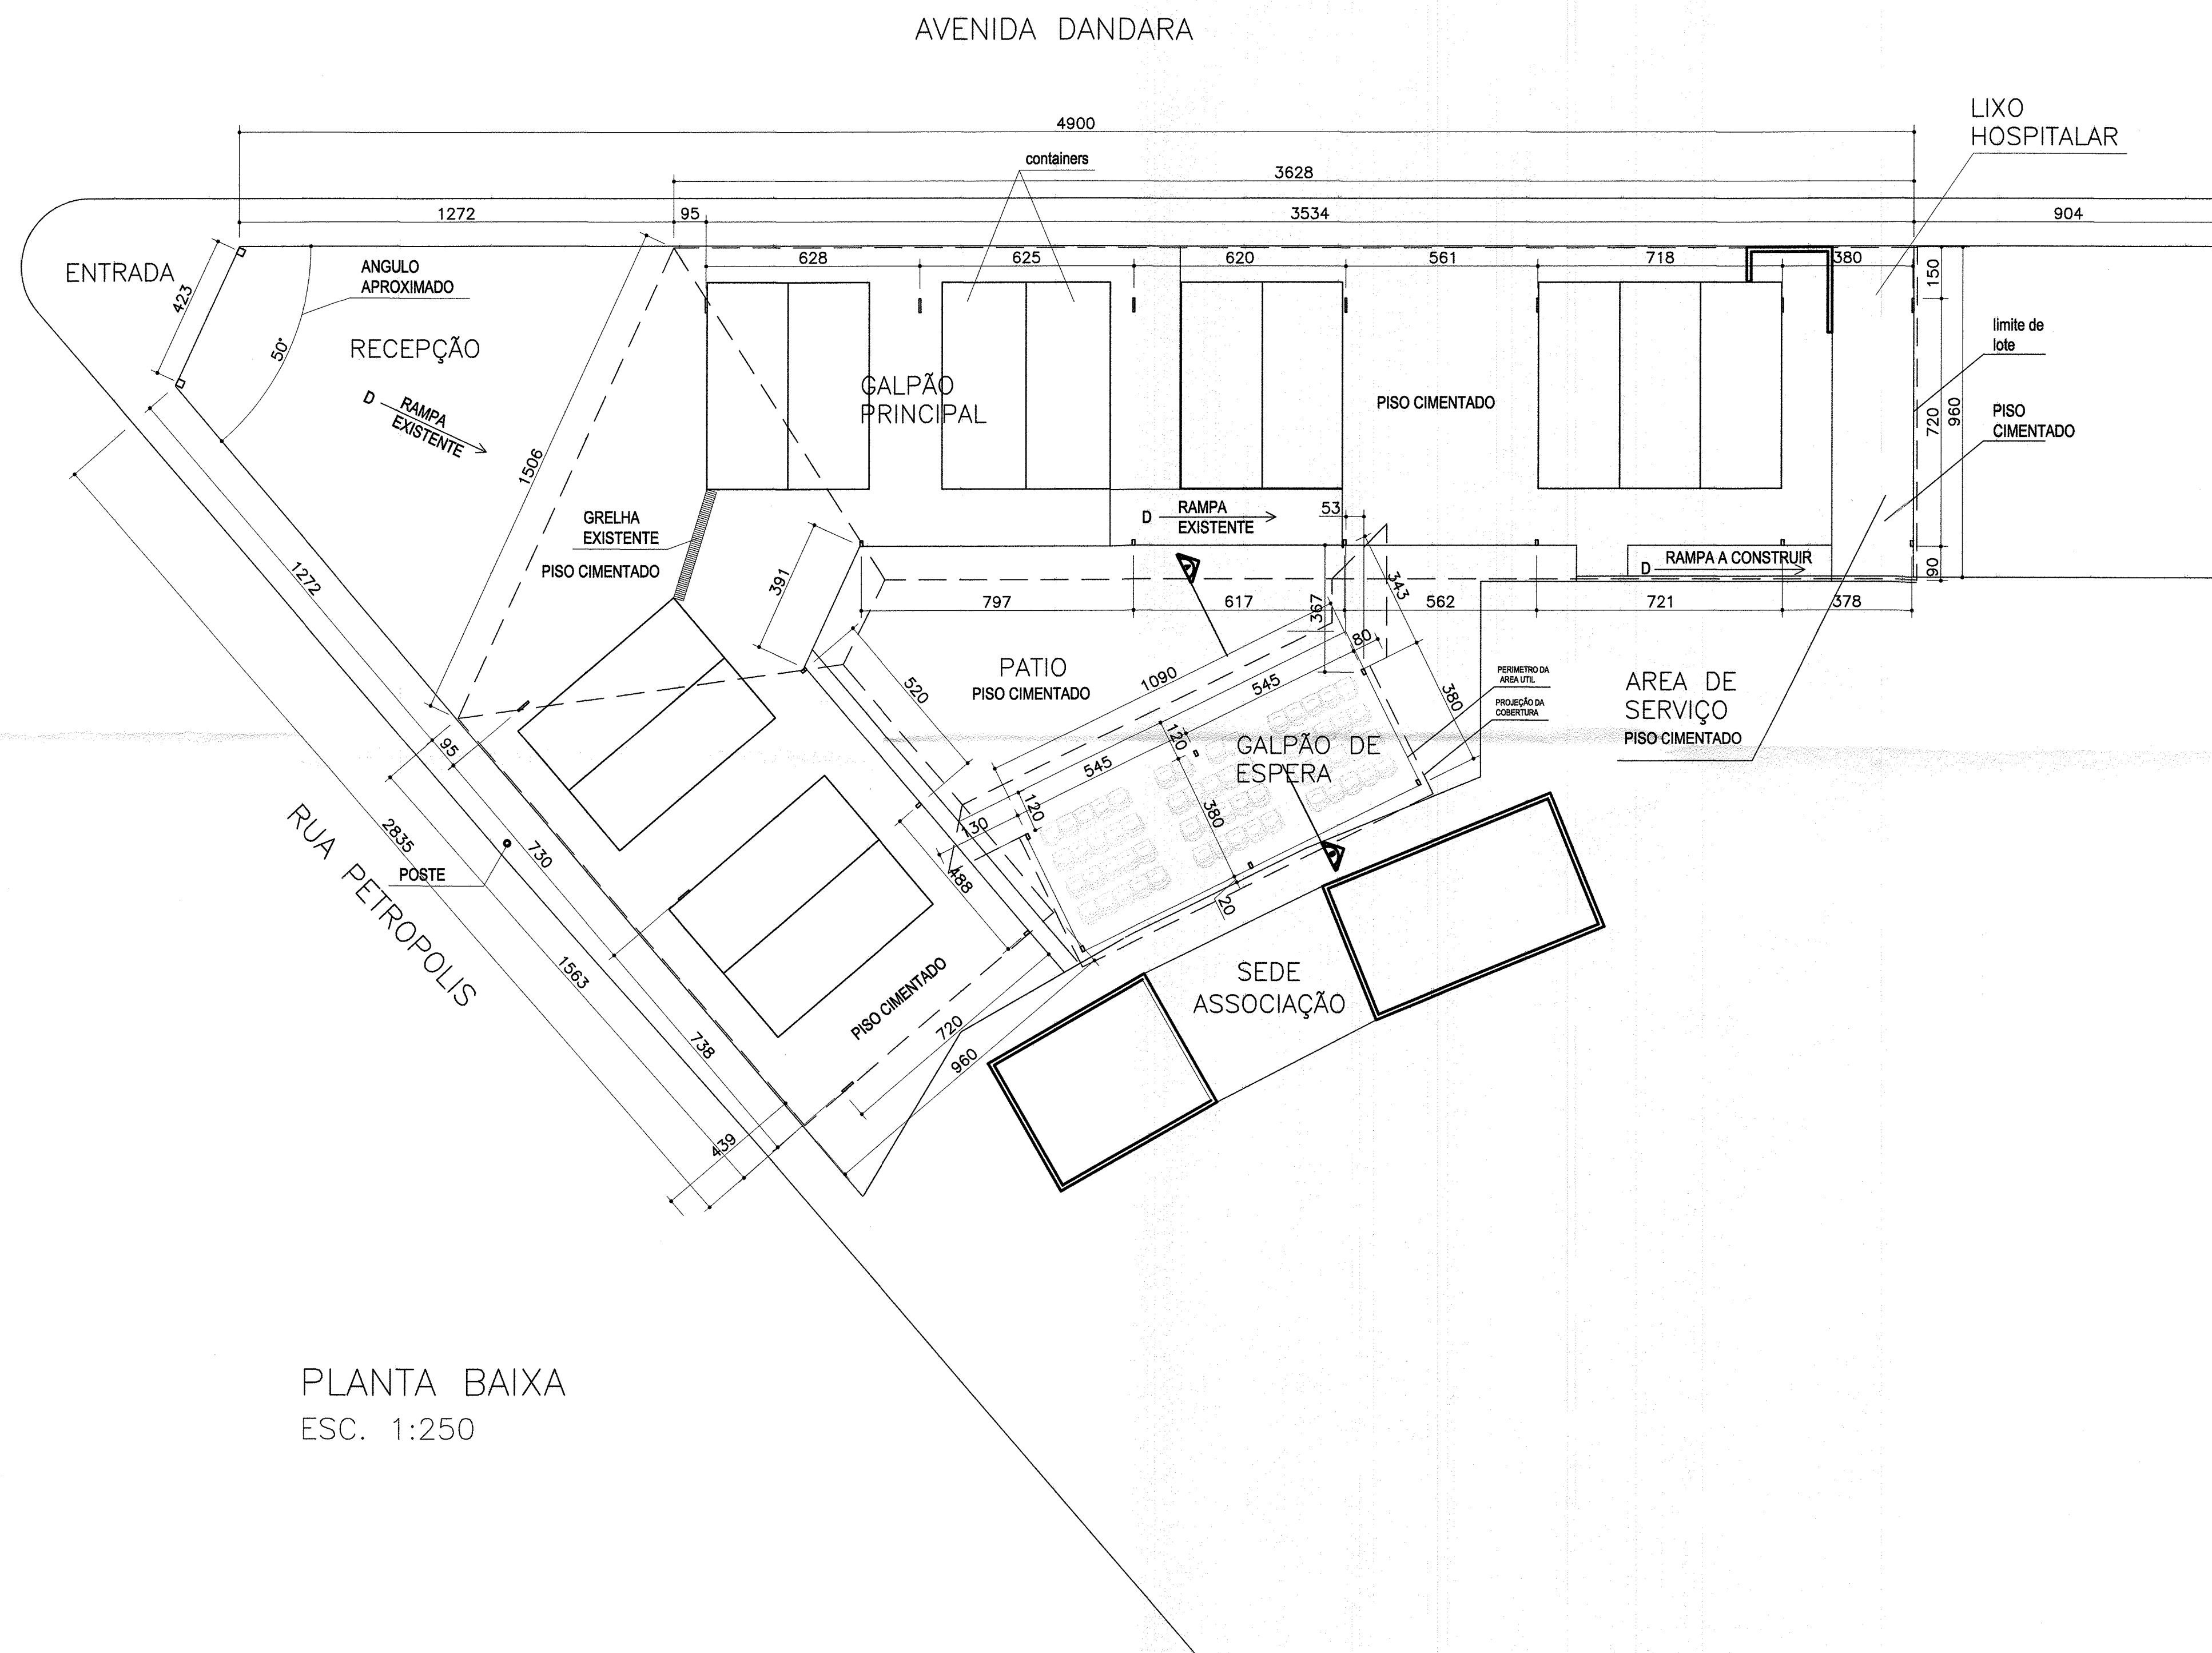 AVENIDA DANDARA
LIXO
HOSPITALAR
4900
containers
3628
1272
95
3534
904
ENTRADA
ANGULO
APROXIMADO
628
625
620
561
718
380
150
423
50°
RECEPÇÃO
limite de
lote
D
RAMPA
EXISTENTE
GALPÃO
PRINCIPAL
PISO CIMENTADO
PISO
CIMENTADO
720
960
1506
GRELHA
EXISTENTE
D
RAMPA
EXISTENTE
53
PISO CIMENTADO
391
RAMPA A CONSTRUIR
D
90
1272
797
617
367
343
562
721
378
80
PATIO
PISO CIMENTADO
1090
545
520
380
PERIMETRO DA
AREA UTIL
PROJEÇÃO DA
COBERTURA
AREA DE
SERVIÇO
PISO CIMENTADO
95
120
545
GALPÃO DE
ESPERA
120
130
380
RUA PETROPOLIS
2835
730
POSTE
488
20
1563
PISO CIMENTADO
SEDE
ASSOCIAÇÃO
738
720
960
439
PLANTA BAIXA
ESC. 1:250